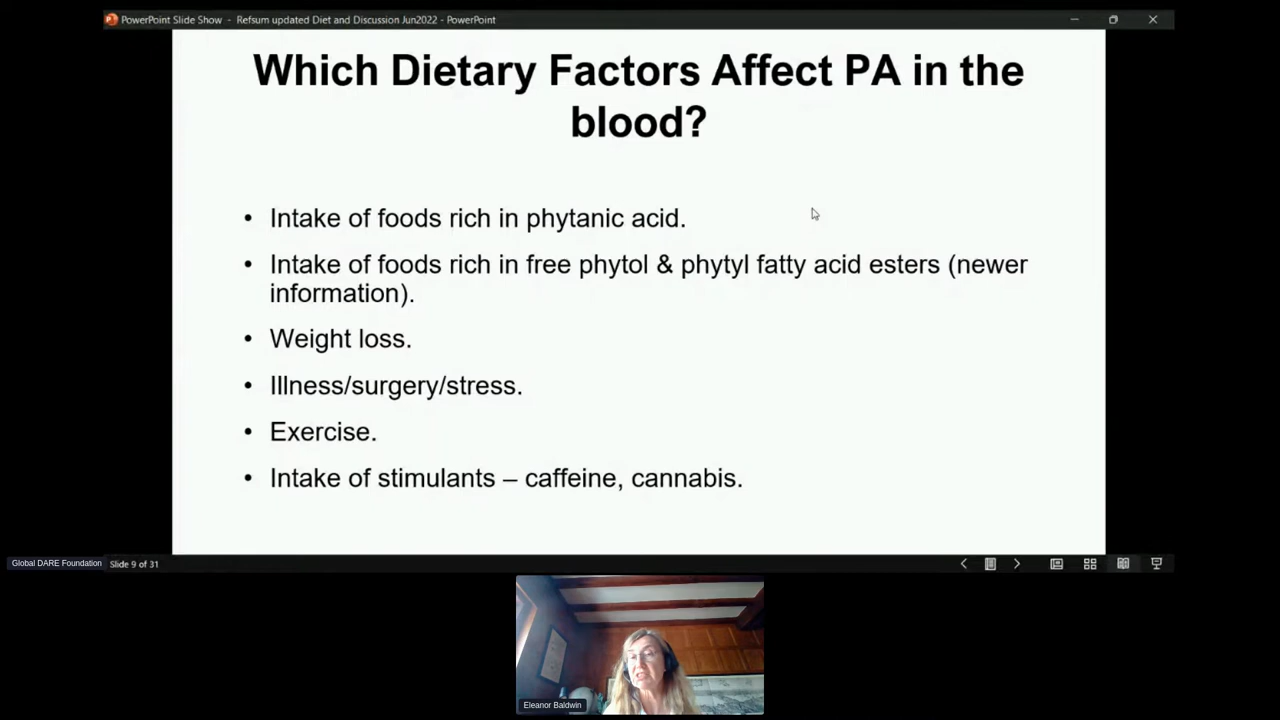 PowerPoint Slide Show - Refsum updated Diet and Discussion Jun2022 - PowerPoint
Which Dietary Factors Affect PA in the
blood?
• Intake of foods rich in phytanic acid.
• Intake of foods rich in free phytol & phytyl fatty acid esters (newer
information).
• Weight loss.
• Illness/surgery/stress.
• Exercise.
• Intake of stimulants – caffeine, cannabis.
Global DARE Foundation
Slide 9 of 31
Eleanor Baldwin